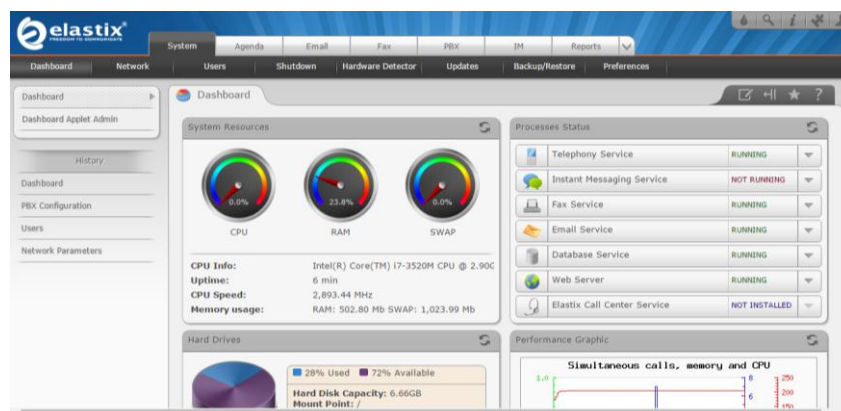 elastix®
FREEDOM TO COMMUNICATE
System Agenda Email Fax PBX IM Reports
Dashboard Network Users Shutdown Hardware Detector Updates Backup/Restore Preferences
Dashboard
Dashboard Applet Admin
History
Dashboard
PBX Configuration
Users
Network Parameters
Dashboard
System Resources
0.0% 23.8% 0.0%
CPU RAM SWAP
CPU Info: Intel(R) Core(TM) i7-3520M CPU @ 2.90G
Uptime: 6 min
CPU Speed: 2,893.44 MHz
Memory usage: RAM: 502.80 Mb SWAP: 1,023.99 Mb
Processes Status
Telephony Service RUNNING
Instant Messaging Service NOT RUNNING
Fax Service RUNNING
Email Service RUNNING
Database Service RUNNING
Web Server RUNNING
Elastix Call Center Service NOT INSTALLED
Hard Drives
28% Used 72% Available
Hard Disk Capacity: 6.66GB
Mount Point: /
Performance Graphic
Simultaneous calls, memory and CPU
1.0 8 250
6 200
150